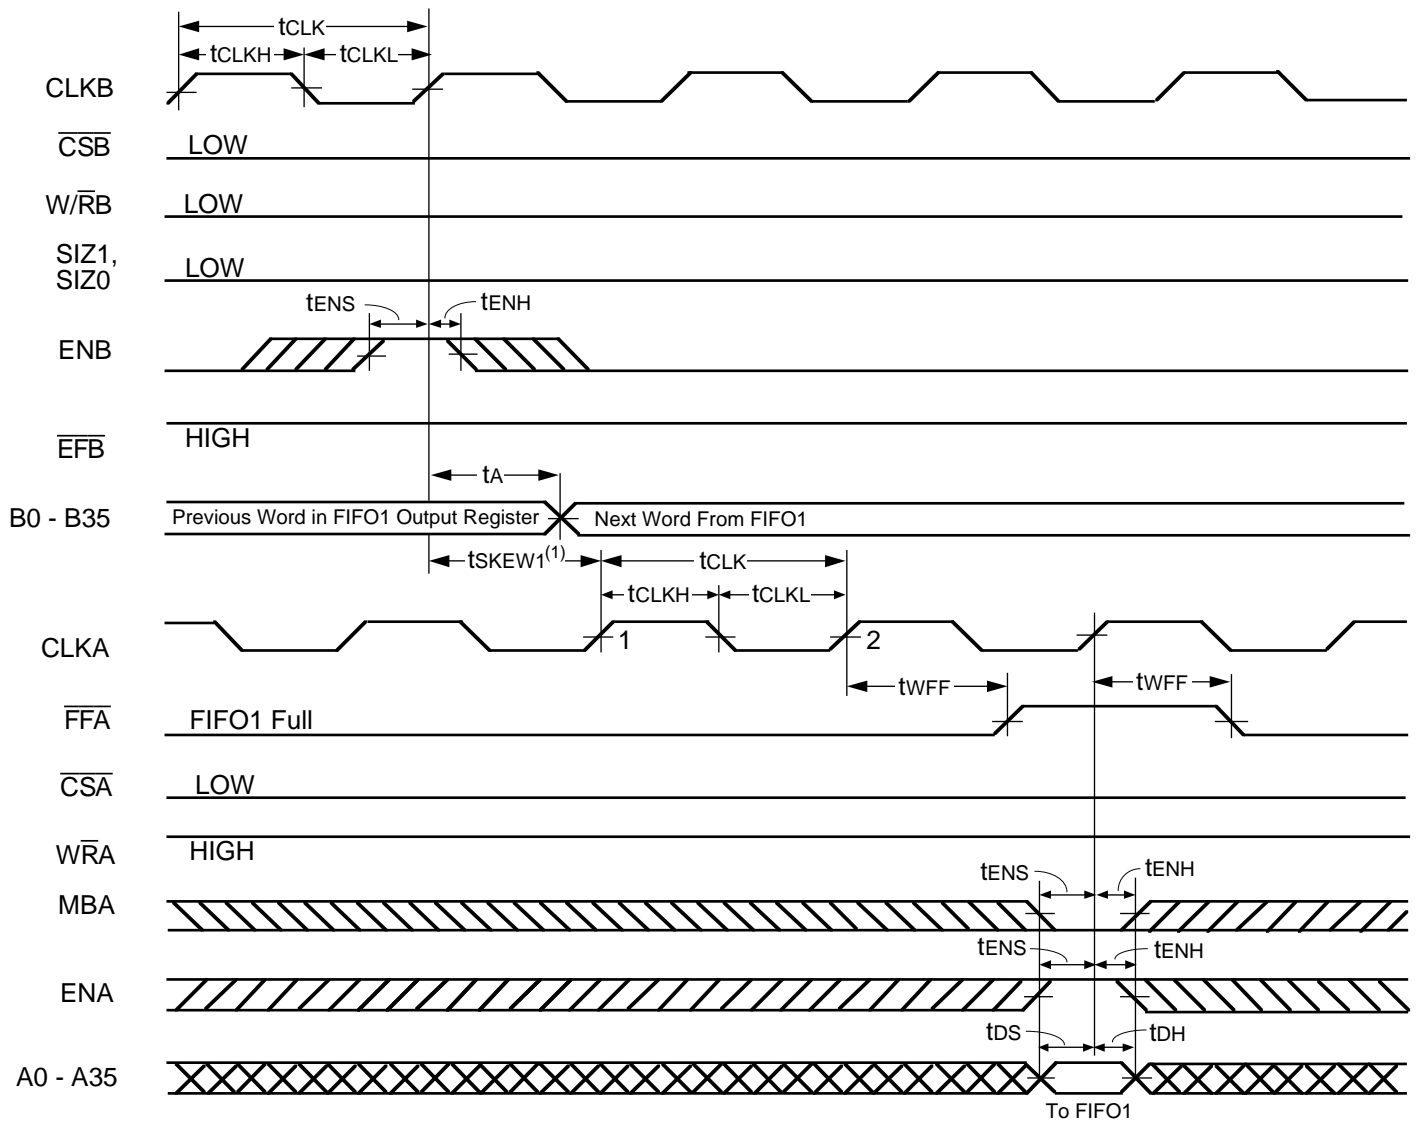 tCLK
tCLKH tCLKL
CLKB
CSB LOW
W/RB LOW
SIZ1,
SIZ0 LOW
tENS tENH
ENB
EFB HIGH
tA
B0 - B35 Previous Word in FIFO1 Output Register Next Word From FIFO1
tSKEW1(1) tCLK
tCLKH tCLKL
CLKA 1 2
tWFF tWFF
FFA FIFO1 Full
CSA LOW
WRA HIGH
tENS tENH
MBA
tENS tENH
ENA
tDS tDH
A0 - A35
To FIFO1